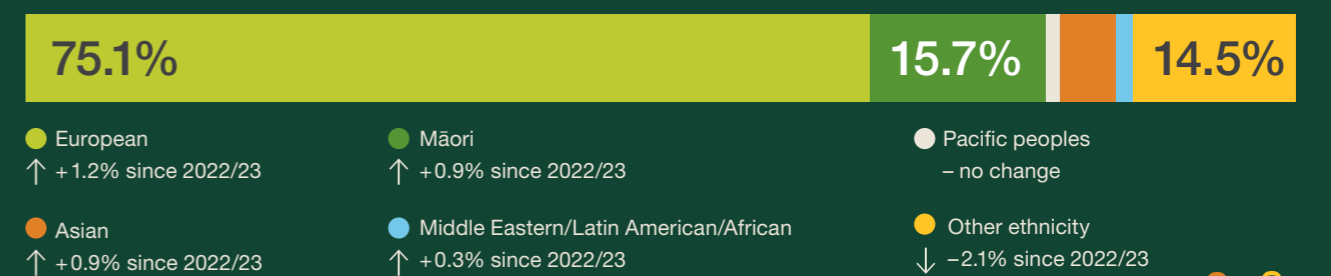 75.1%
15.7%
14.5%
European
↑ +1.2% since 2022/23
Māori
↑ +0.9% since 2022/23
Pacific peoples
– no change
Asian
↑ +0.9% since 2022/23
Middle Eastern/Latin American/African
↑ +0.3% since 2022/23
Other ethnicity
↓ –2.1% since 2022/23